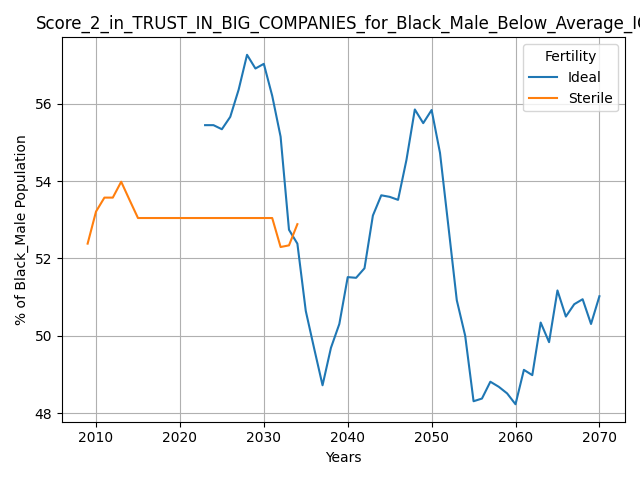 Score_2_in_TRUST_IN_BIG_COMPANIES_for_Black_Male_Below_Average_I
Fertility
Ideal
Sterile
% of Black_Male Population
56
54
52
50
48
2010 2020 2030 2040 2050 2060 2070
Years